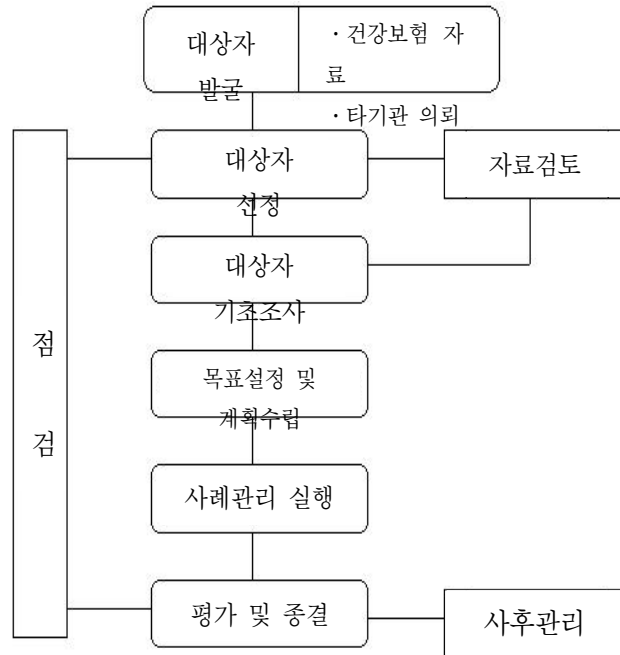 대상자
발굴
· 건강보험 자
료
· 타기관 의뢰
대상자
선정
자료검토
대상자
기초조사
점
검
목표설정 및
계획수립
사례관리 실행
평가 및 종결
사후관리